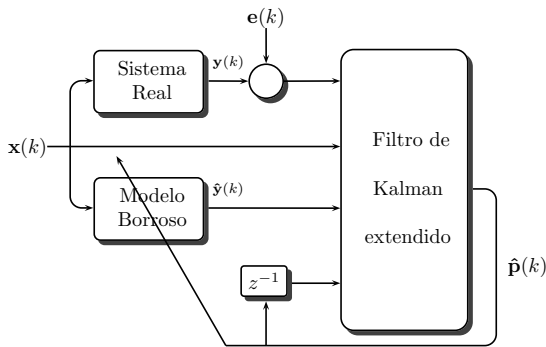 e(k)
Sistema
Real
y(k)
x(k)
Filtro de
Kalman
extendido
Modelo
Borroso
ŷ(k)
z⁻¹
p̂(k)